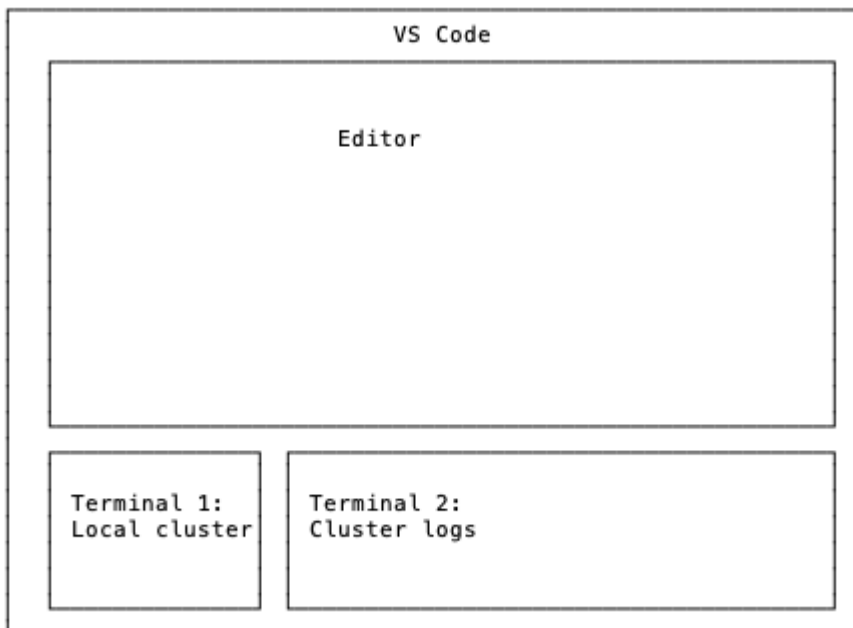 VS Code
Editor
Terminal 1:
Local cluster
Terminal 2:
Cluster logs